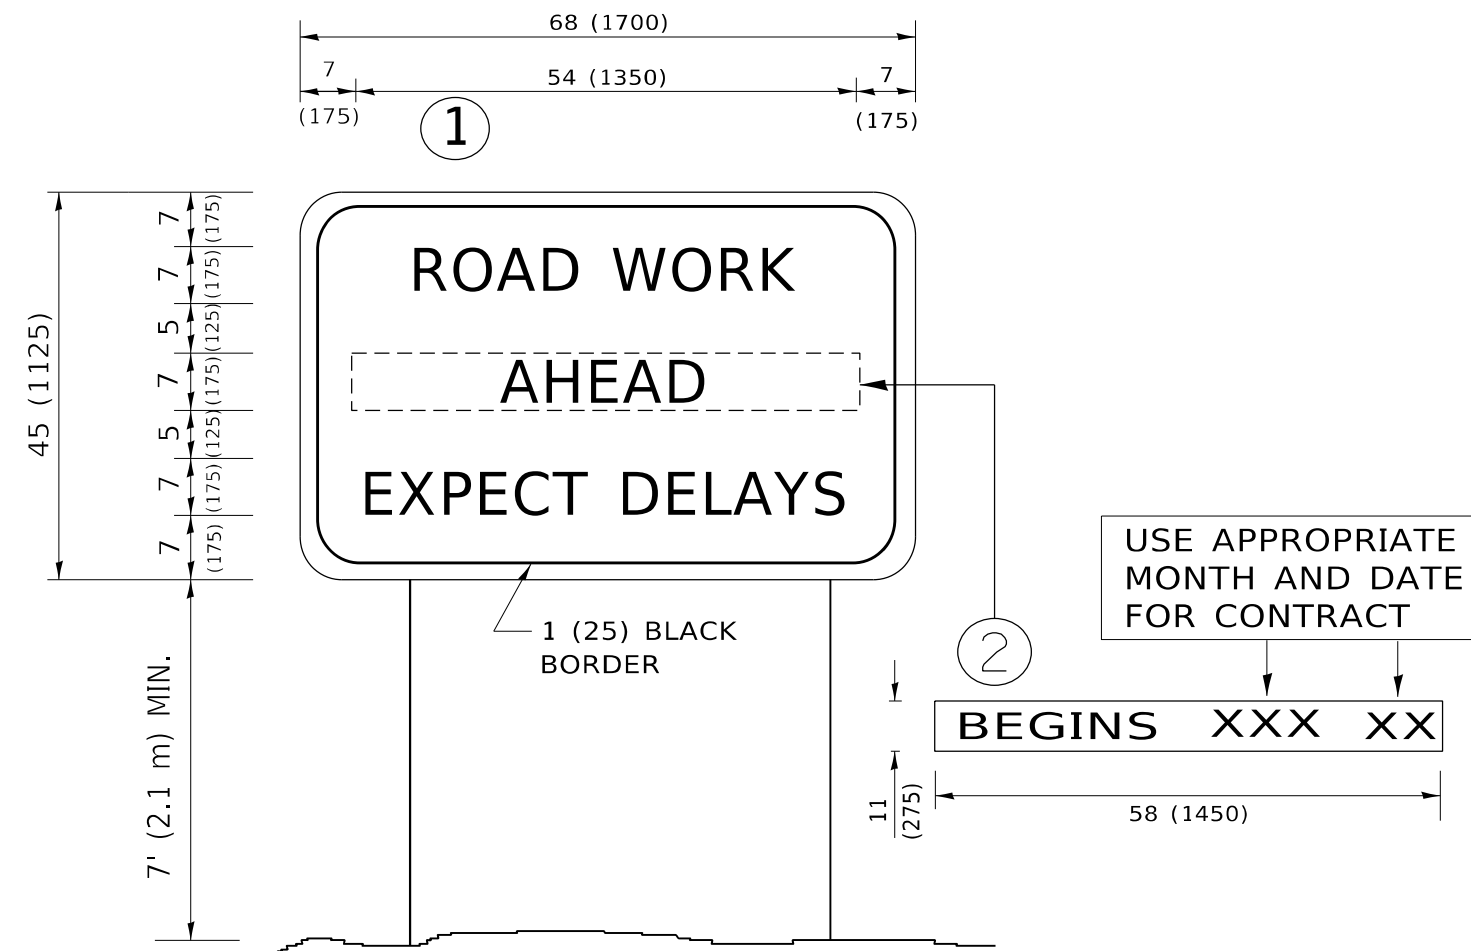 68 (1700)
7
54 (1350)
7
(175)
(175)
1
ROAD WORK
AHEAD
EXPECT DELAYS
45 (1125)
7
(175)
7
(175)
5
(125)
7
(175)
5
(125)
7
(175)
7
(175)
7' (2.1 m) MIN.
1 (25) BLACK
BORDER
USE APPROPRIATE
MONTH AND DATE
FOR CONTRACT
2
BEGINS XXX XX
11
(275)
58 (1450)